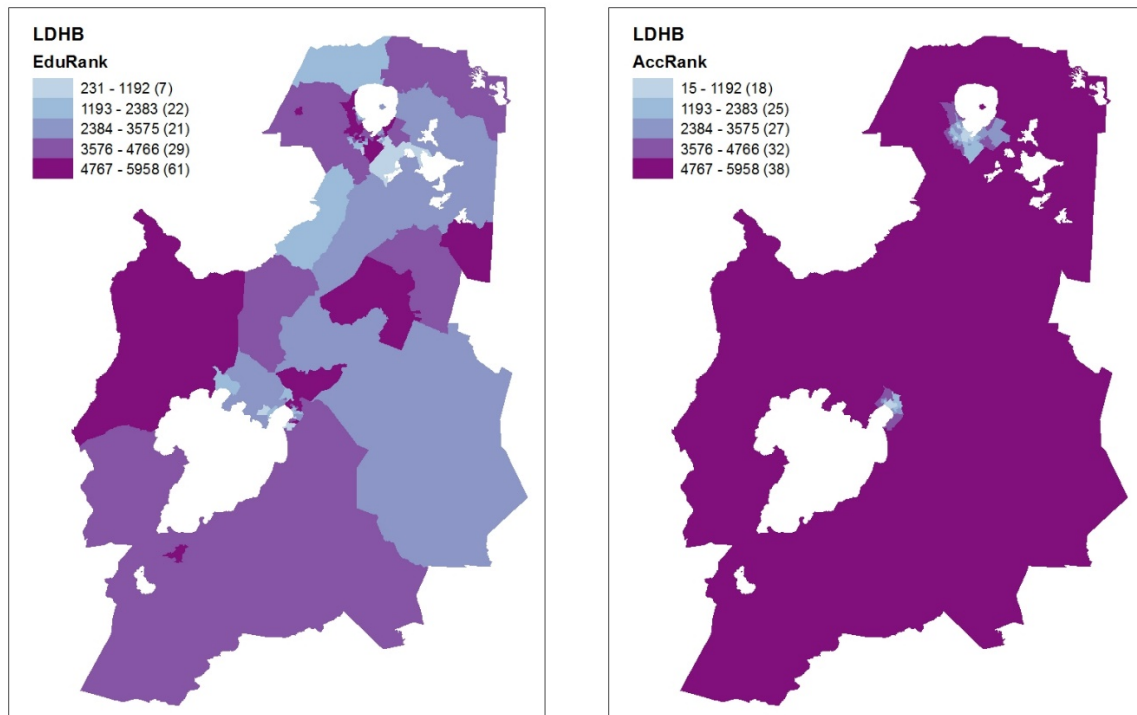 LDHB
EduRank
231 - 1192 (7)
1193 - 2383 (22)
2384 - 3575 (21)
3576 - 4766 (29)
4767 - 5958 (61)
LDHB
AccRank
15 - 1192 (18)
1193 - 2383 (25)
2384 - 3575 (27)
3576 - 4766 (32)
4767 - 5958 (38)